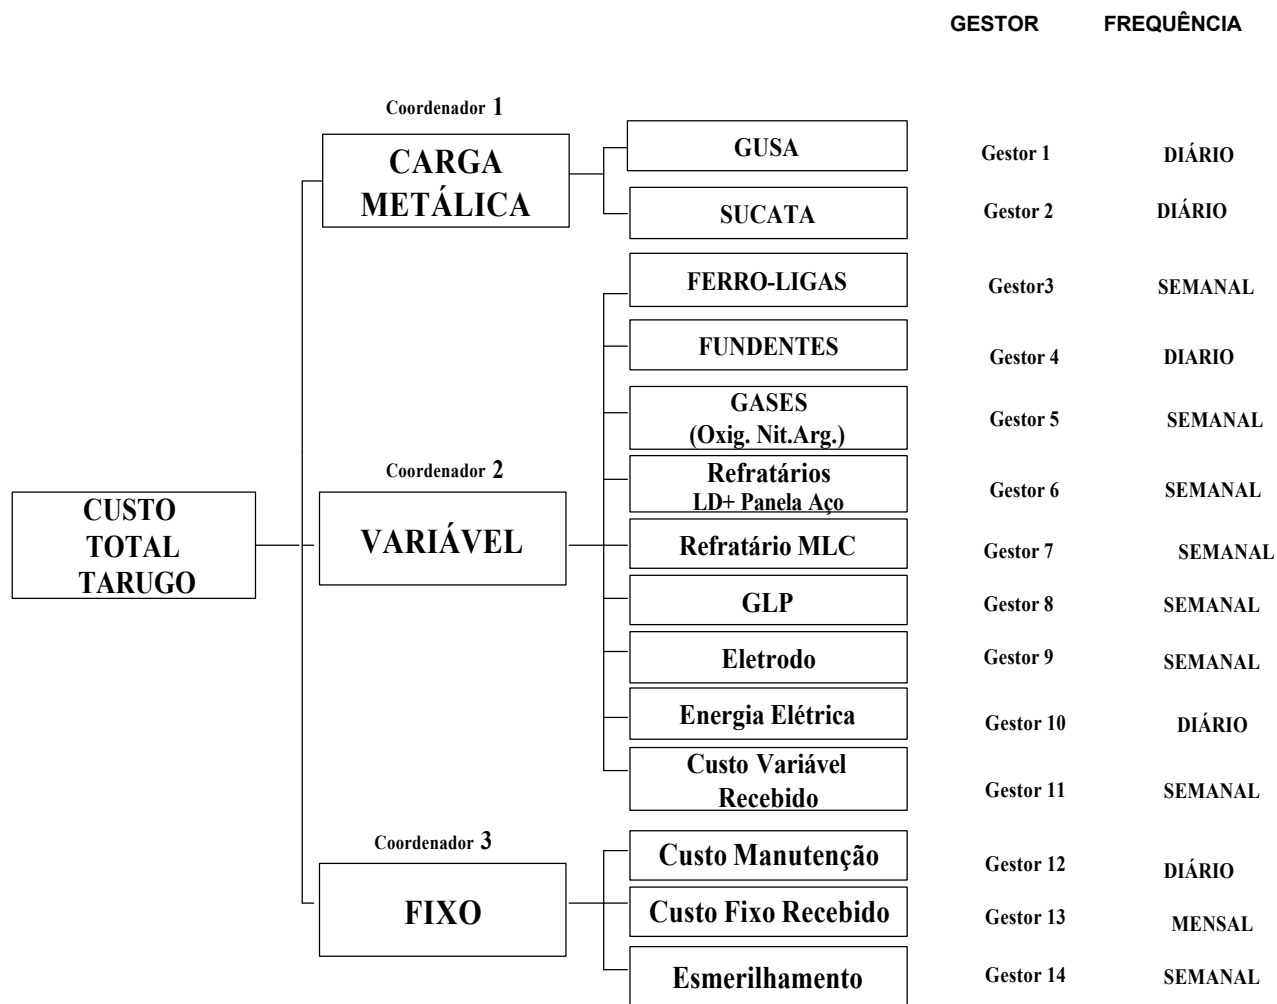 GESTOR FREQUÊNCIA
Coordenador 1
CARGA
METÁLICA
GUSA Gestor 1 DIÁRIO
SUCATA Gestor 2 DIÁRIO
FERRO-LIGAS Gestor3 SEMANAL
FUNDENTES Gestor 4 DIARIO
GASES
(Oxig. Nit.Arg.) Gestor 5 SEMANAL
Coordenador 2
CUSTO
TOTAL
TARUGO
VARIÁVEL
Refratários
LD+ Panela Aço Gestor 6 SEMANAL
Refratário MLC Gestor 7 SEMANAL
GLP Gestor 8 SEMANAL
Eletrodo Gestor 9 SEMANAL
Energia Elétrica Gestor 10 DIÁRIO
Custo Variável
Recebido Gestor 11 SEMANAL
Coordenador 3
FIXO
Custo Manutenção Gestor 12 DIÁRIO
Custo Fixo Recebido Gestor 13 MENSAL
Esmerilhamento Gestor 14 SEMANAL